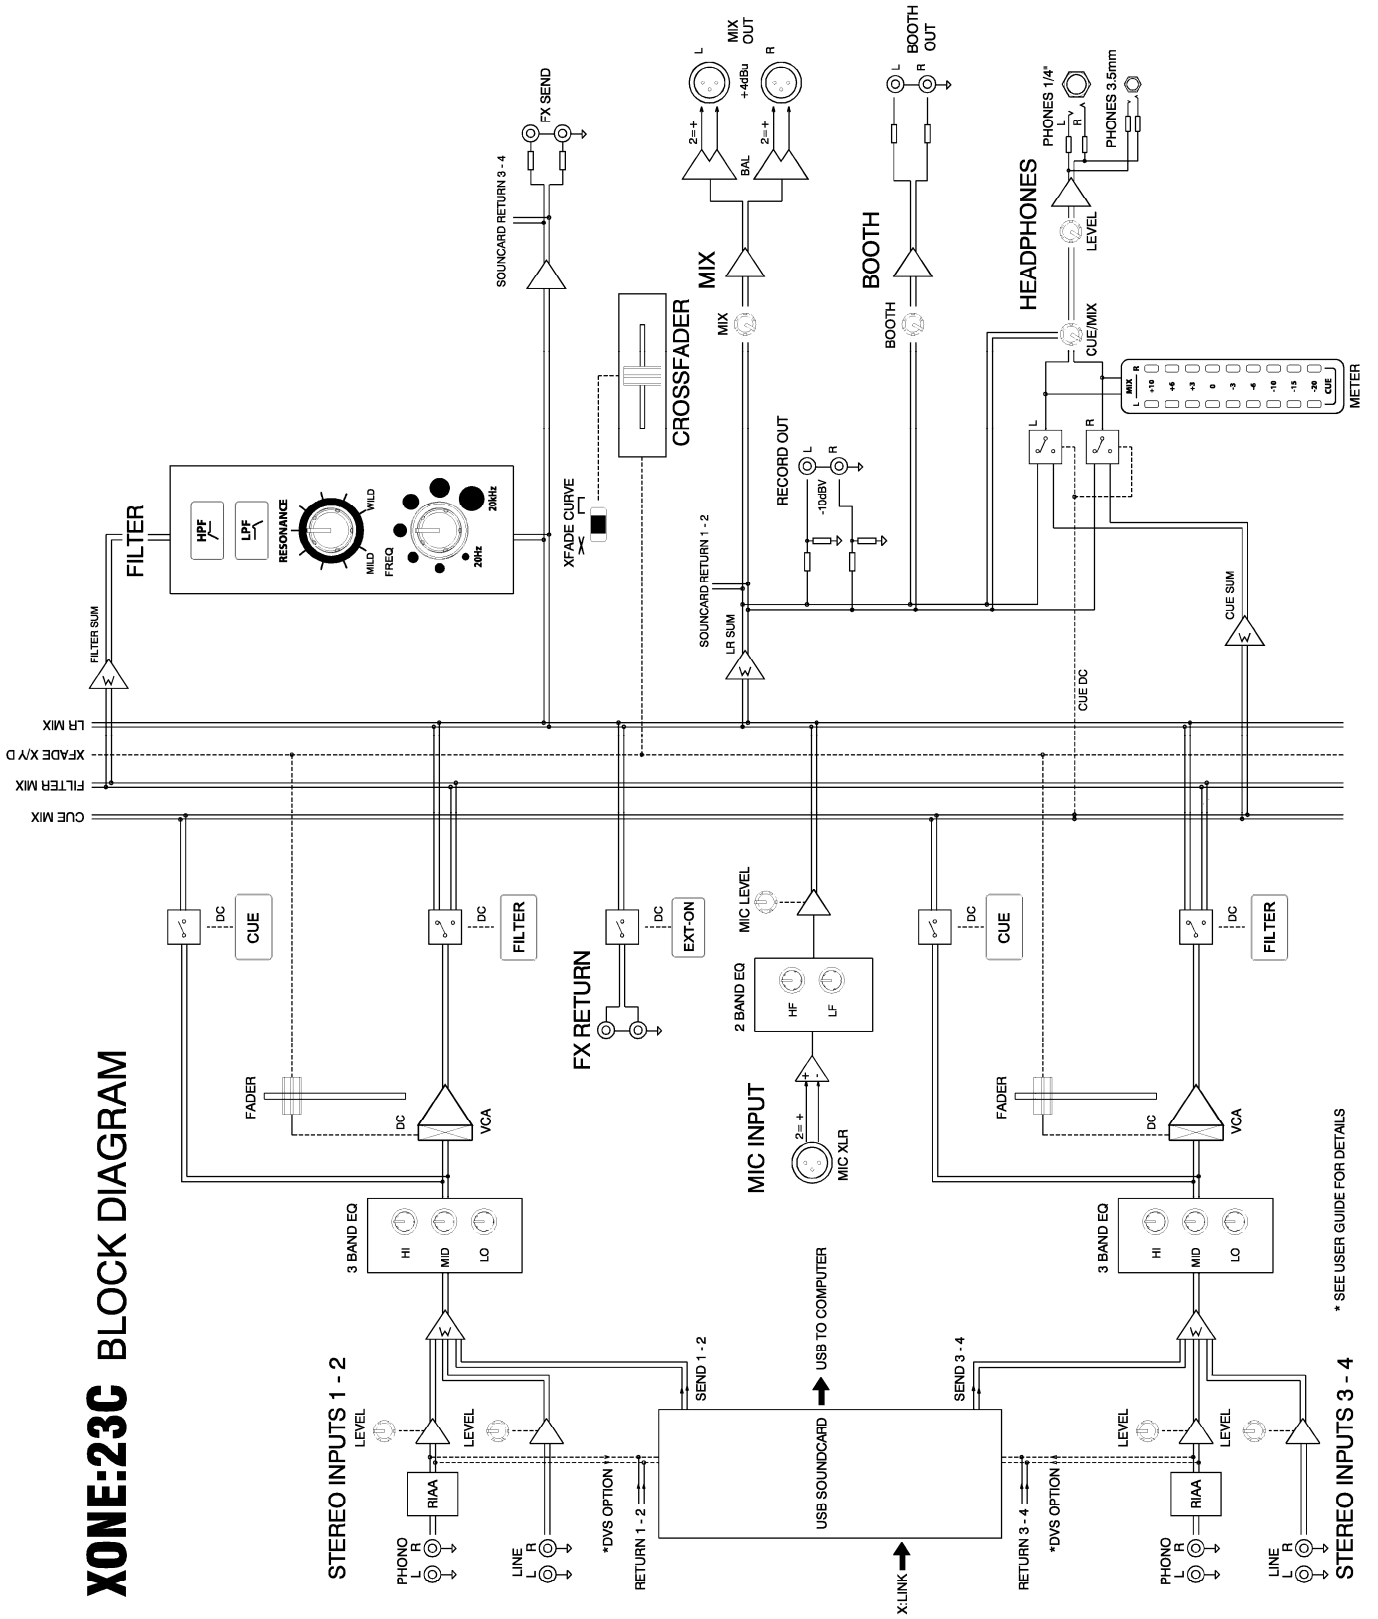 XONE:23C BLOCK DIAGRAM
STEREO INPUTS 1 - 2
PHONO
L
R
RIAA
LEVEL
LINE
L
R
LEVEL
3 BAND EQ
HI
MID
LO
FADER
DC
VCA
DC
CUE
DC
FILTER
*DVS OPTION
RETURN 1 - 2
SEND 1 - 2
USB SOUNDCARD
USB TO COMPUTER
X:LINK
SEND 3 - 4
RETURN 3 - 4
*DVS OPTION
FX RETURN
DC
EXT-ON
MIC INPUT
MIC XLR
2= +
+
-
2 BAND EQ
HF
LF
MIC LEVEL
STEREO INPUTS 3 - 4
PHONO
L
R
RIAA
LEVEL
LINE
L
R
LEVEL
3 BAND EQ
HI
MID
LO
FADER
DC
VCA
DC
CUE
DC
FILTER
* SEE USER GUIDE FOR DETAILS
LR MIX
XFADE X/Y D
FILTER MIX
CUE MIX
FILTER SUM
FILTER
HPF
LPF
RESONANCE
MILD
WILD
FREQ
20Hz
20kHz
SOUNCARD RETURN 3 - 4
FX SEND
XFADE CURVE
CROSSFADER
LR SUM
SOUNCARD RETURN 1 - 2
MIX
MIX
2= +
2= +
BAL
L
R
+4dBu
MIX
OUT
RECORD OUT
L
R
-10dBV
BOOTH
BOOTH
L
R
BOOTH
OUT
CUE DC
CUE SUM
L
R
HEADPHONES
CUE/MIX
LEVEL
PHONES 1/4"
L
R
PHONES 3.5mm
METER
L
MIX
R
+10
+6
+3
0
-3
-6
-10
-15
-20
CUE